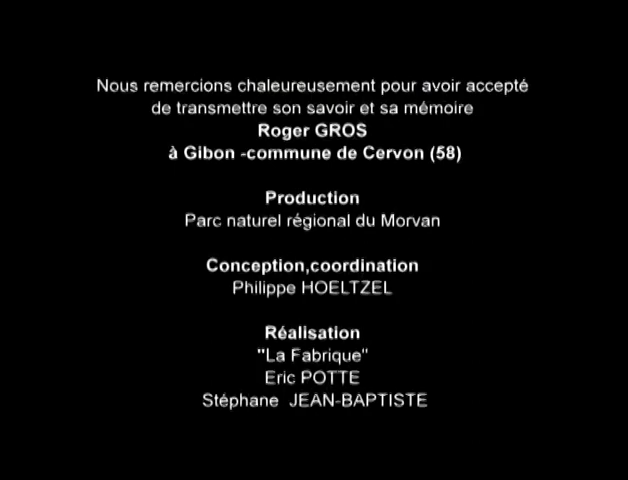 Nous remercions chaleureusement pour avoir accepté
de transmettre son savoir et sa mémoire
Roger GROS
à Gibon -commune de Cervon (58)
Production
Parc naturel régional du Morvan
Conception,coordination
Philippe HOELTZEL
Réalisation
"La Fabrique"
Eric POTTE
Stéphane JEAN-BAPTISTE